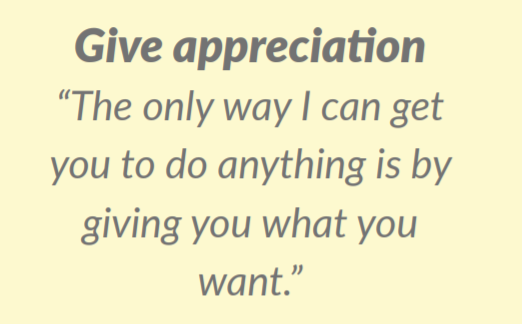 Give appreciation
“The only way I can get
you to do anything is by
giving you what you
want.”